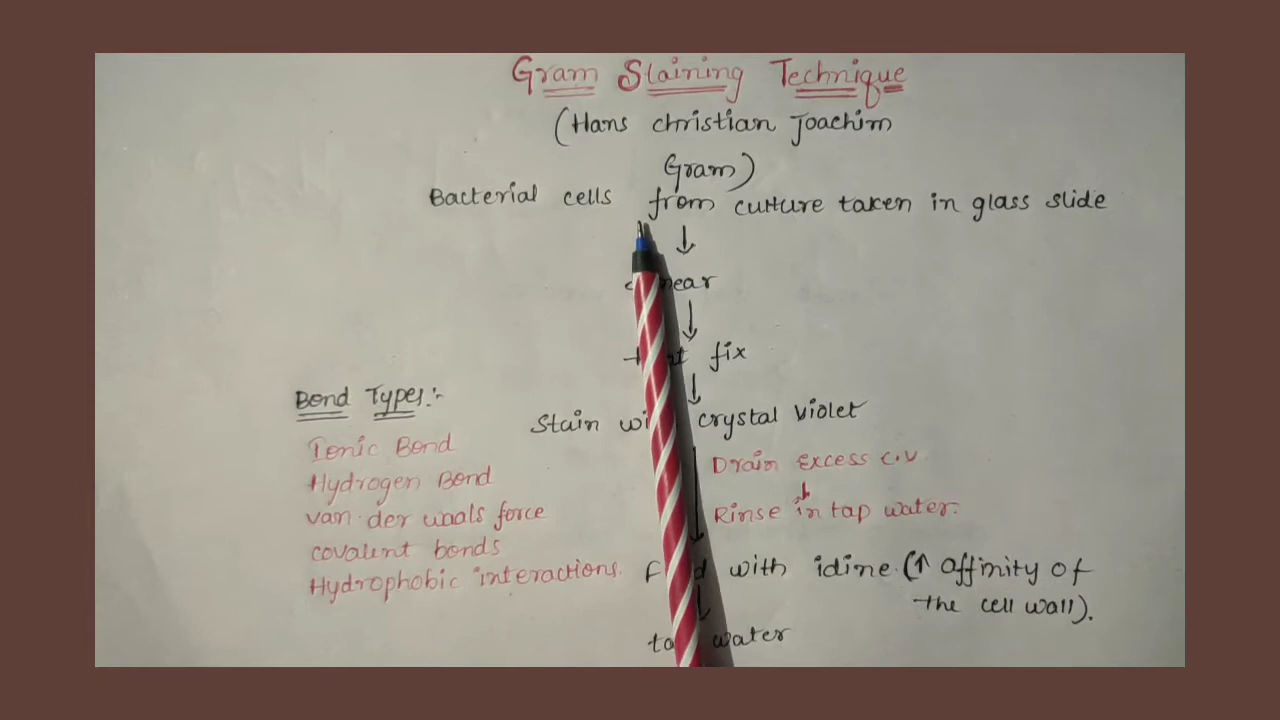 Gram Staining Technique
(Hans christian Joachim
Gram)
Bacterial cells from culture taken in glass slide
↓
↓
fix
↓
Stain crystal violet
Drain excess C.V
↓
Rinse in tap water.
with idine (↑ affinity of
the cell wall).
↓
water
Bond Types:-
Ionic Bond
Hydrogen Bond
van der waals force
covalent bonds
Hydrophobic interactions.